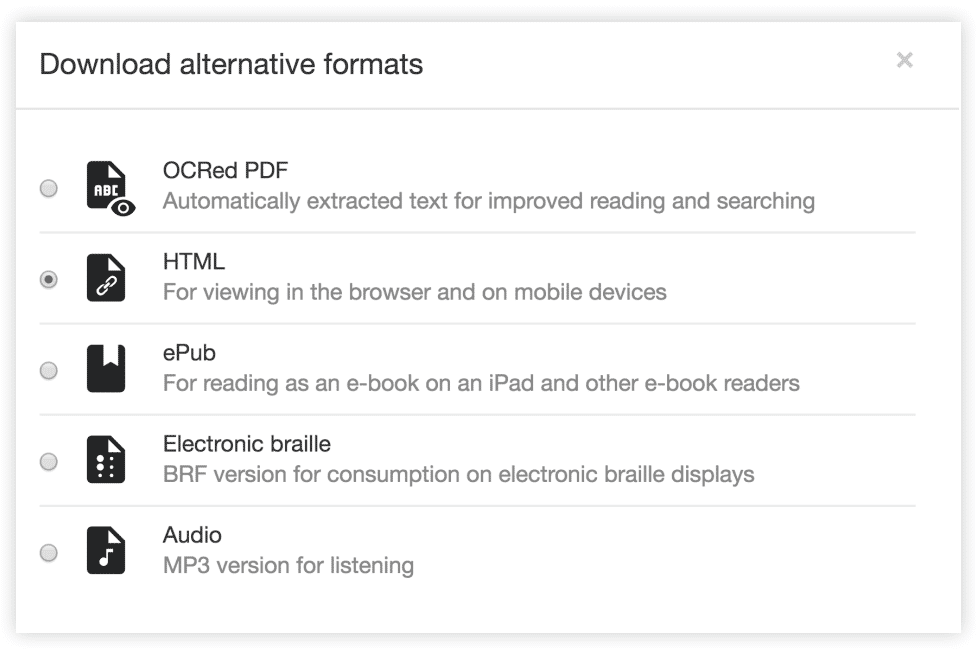 Download alternative formats
×
ABC
OCRed PDF
Automatically extracted text for improved reading and searching
HTML
For viewing in the browser and on mobile devices
ePub
For reading as an e-book on an iPad and other e-book readers
Electronic braille
BRF version for consumption on electronic braille displays
Audio
MP3 version for listening